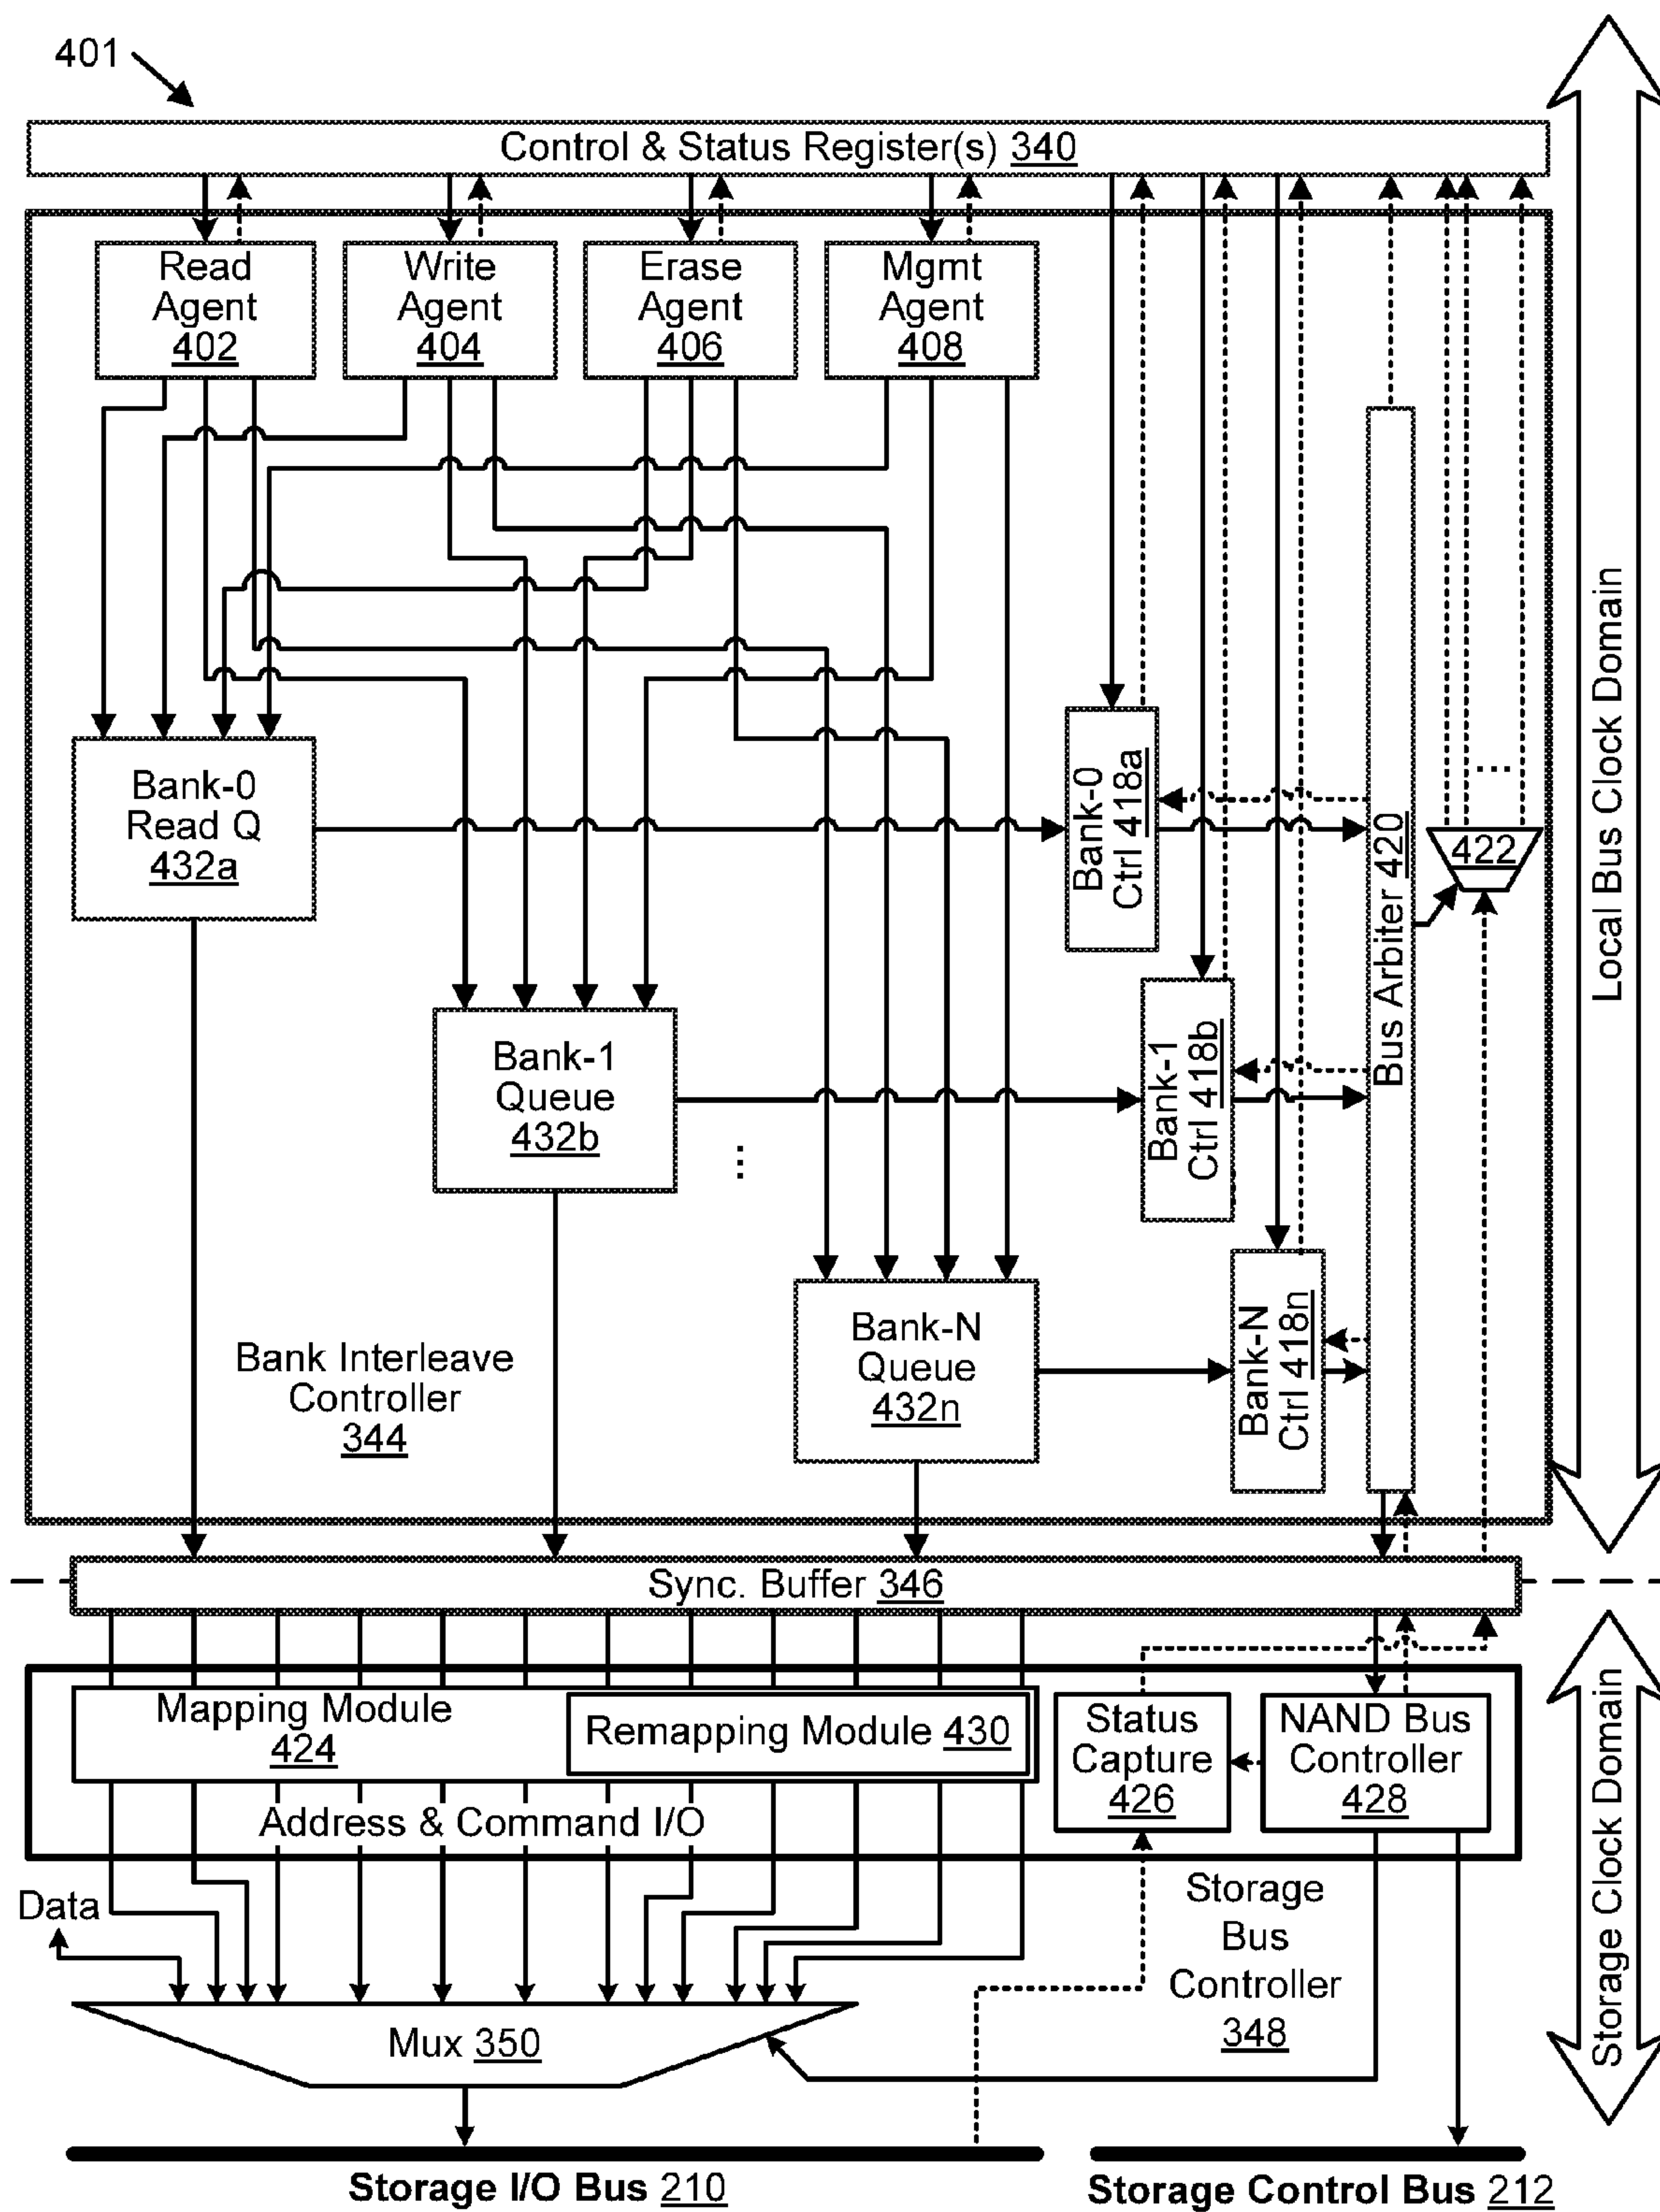 401
Control & Status Register(s) 340
Read
Agent
402
Write
Agent
404
Erase
Agent
406
Mgmt
Agent
408
Bank-0
Read Q
432a
Bank-0
Ctrl 418a
Bus Arbiter 420
...
422
Local Bus Clock Domain
Bank-1
Queue
432b
...
Bank-1
Ctrl 418b
Bank Interleave
Controller
344
Bank-N
Queue
432n
Bank-N
Ctrl 418n
Sync. Buffer 346
Mapping Module
424
Remapping Module 430
Status
Capture
426
NAND Bus
Controller
428
Address & Command I/O
Storage Clock Domain
Data
Storage
Bus
Controller
348
Mux 350
Storage I/O Bus 210
Storage Control Bus 212